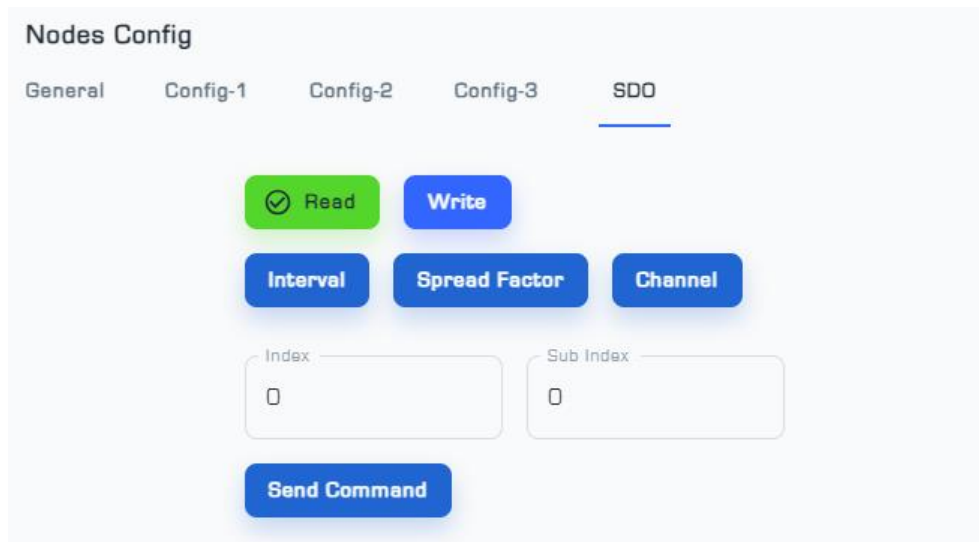 Nodes Config
General Config-1 Config-2 Config-3 SDO
Read Write
Interval Spread Factor Channel
Index Sub Index
0 0
Send Command